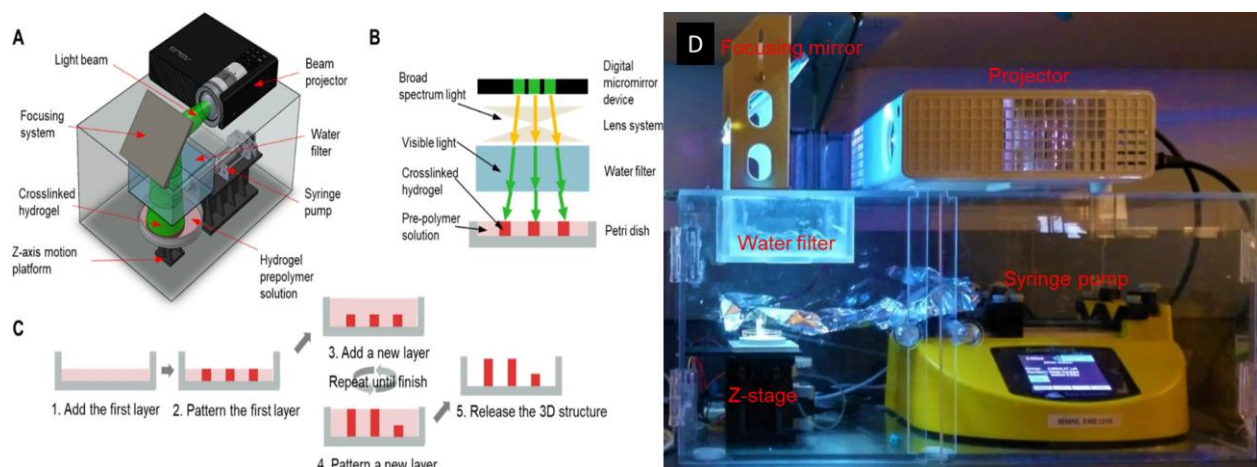 A
Light beam
Beam
projector
Focusing
system
Water
filter
Crosslinked
hydrogel
Syringe
pump
Z-axis motion
platform
Hydrogel
prepolymer
solution
B
Broad
spectrum light
Digital
micromirror
device
Lens system
Visible light
Water filter
Crosslinked
hydrogel
Pre-polymer
solution
Petri dish
C
1. Add the first layer
2. Pattern the first layer
3. Add a new layer
Repeat until finish
4. Pattern a new layer
5. Release the 3D structure
D
Focusing mirror
Projector
Water filter
Syringe pump
Z-stage